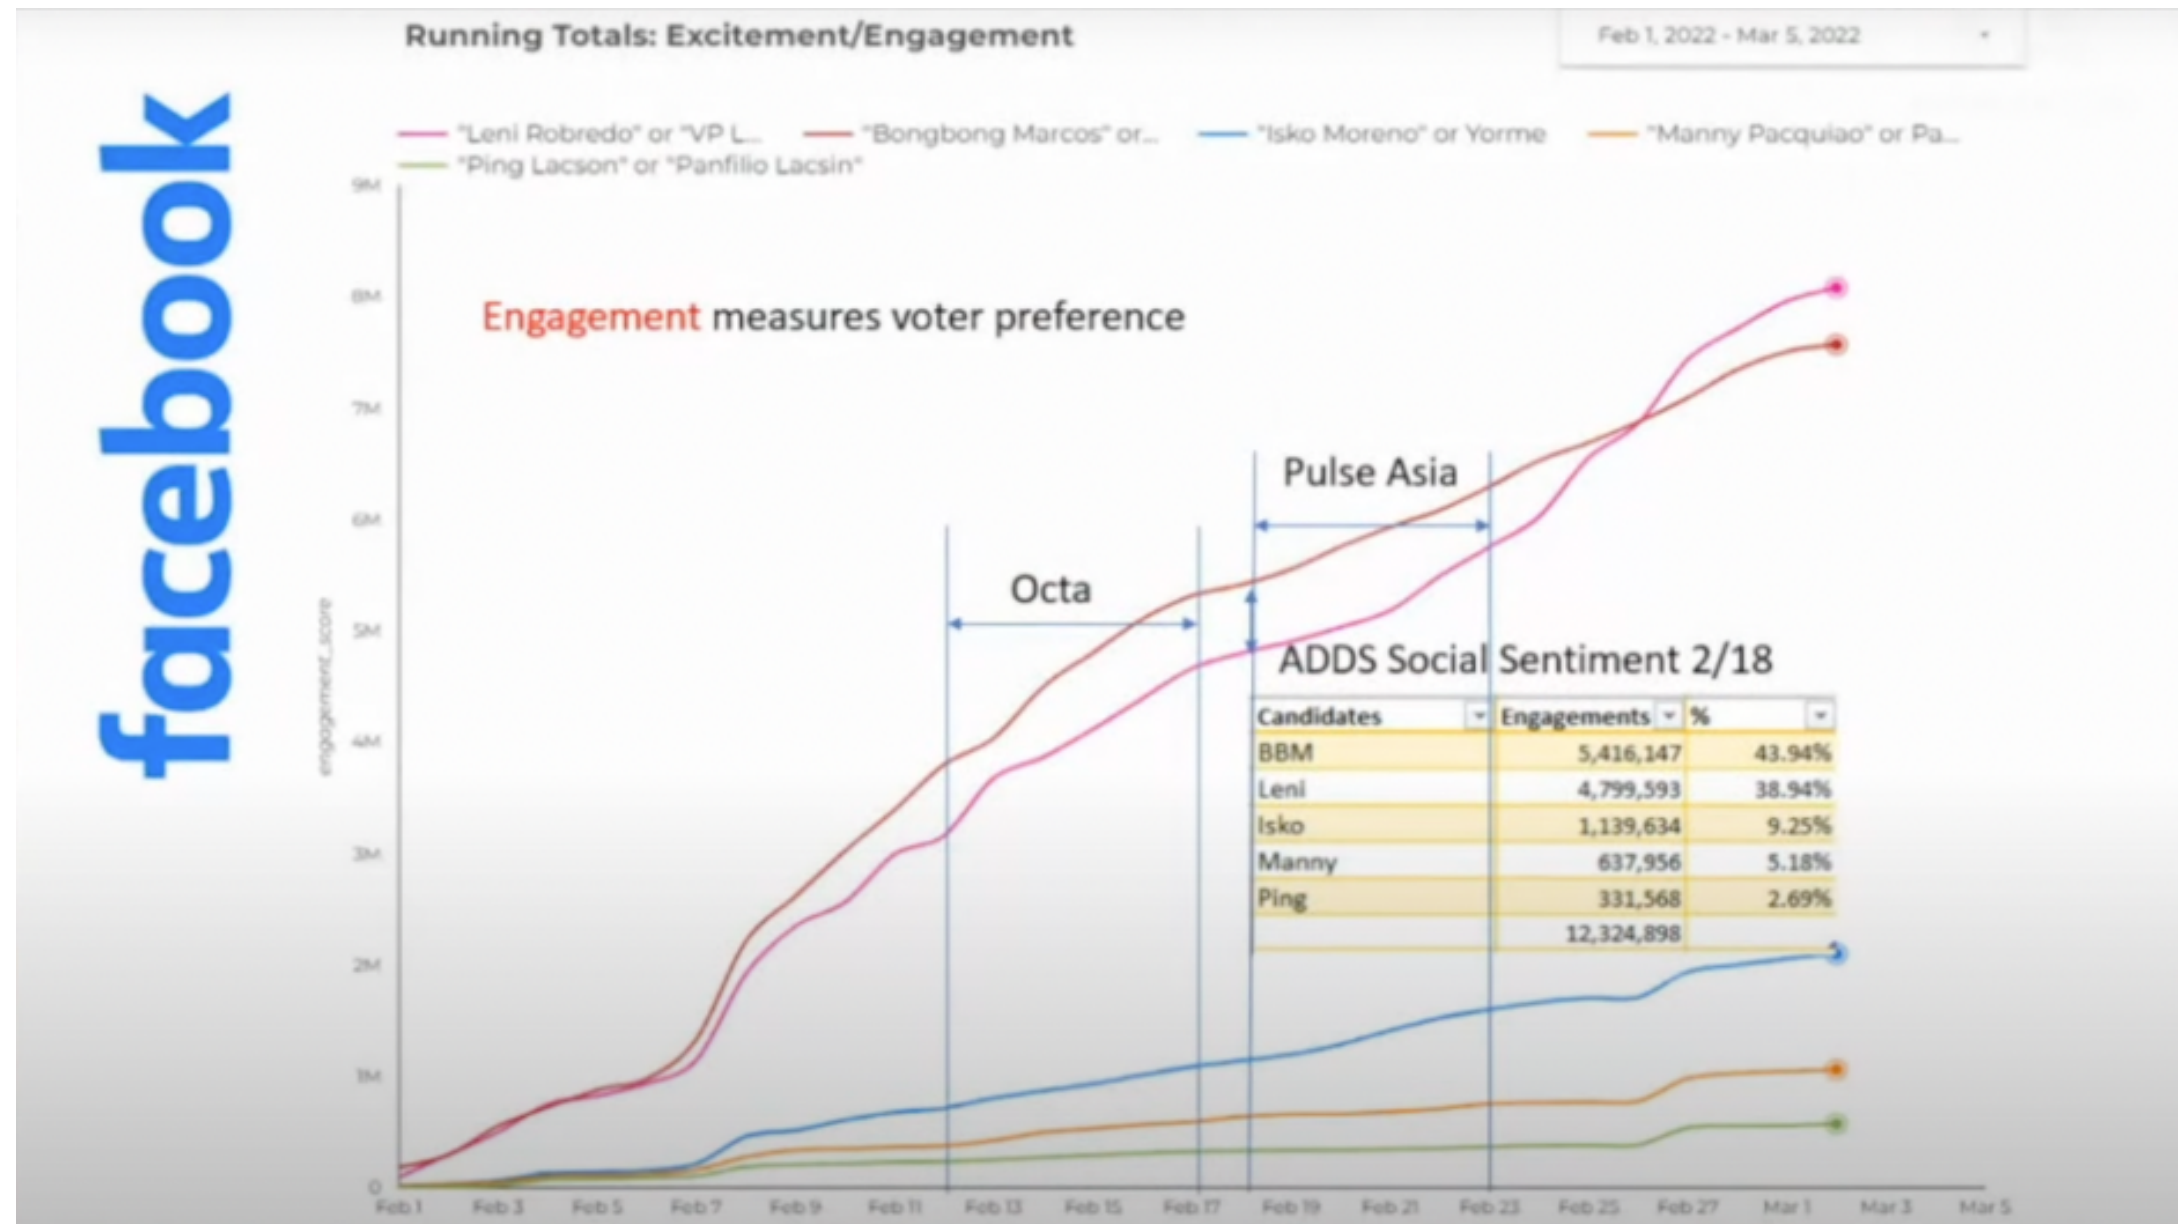 Running Totals: Excitement/Engagement
Feb 1, 2022 - Mar 5, 2022
facebook
"Leni Robredo" or "VP L... "Bongbong Marcos" or... "Isko Moreno" or Yorme "Manny Pacquiao" or Pa...
"Ping Lacson" or "Panfilio Lacsin"
9M
8M
Engagement measures voter preference
7M
Pulse Asia
6M
Octa
5M
engagement_score
ADDS Social Sentiment 2/18
Candidates Engagements %
4M
BBM 5,416,147 43.94%
Leni 4,799,593 38.94%
Isko 1,139,634 9.25%
3M
Manny 637,956 5.18%
Ping 331,568 2.69%
12,324,898
2M
1M
0
Feb 1 Feb 3 Feb 5 Feb 7 Feb 9 Feb 11 Feb 13 Feb 15 Feb 17 Feb 19 Feb 21 Feb 23 Feb 25 Feb 27 Mar 1 Mar 3 Mar 5